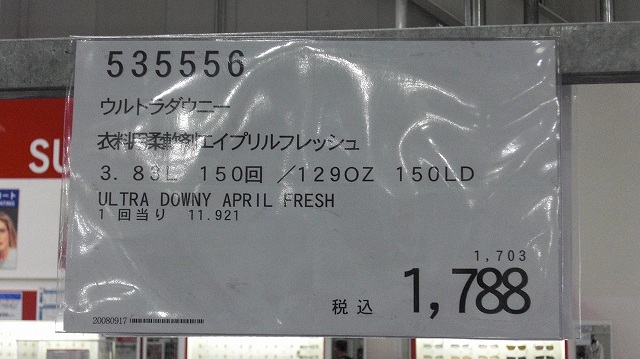 535556
ウルトラダウニー
衣料用柔軟剤エイプリルフレッシュ
3.83L 150回 /129OZ 150LD
ULTRA DOWNY APRIL FRESH
1回当り 11.921
1,703
税込 1,788
20080917
SU